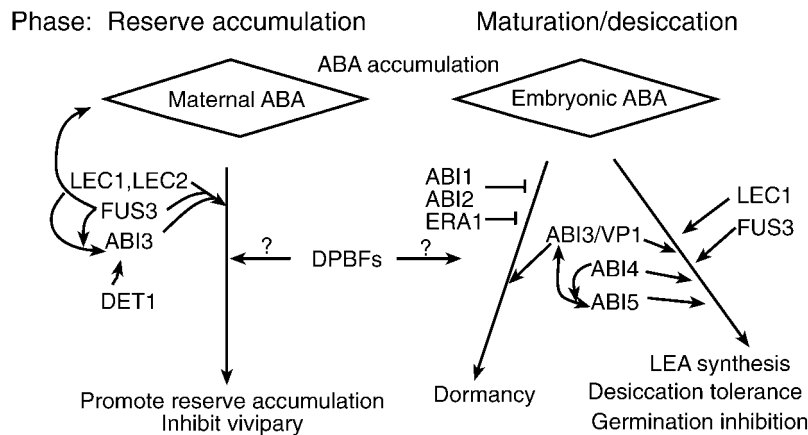 Phase: Reserve accumulation
Maturation/desiccation
ABA accumulation
Maternal ABA
Embryonic ABA
LEC1,LEC2
FUS3
ABI3
DET1
?
DPBFs
?
ABI1
ABI2
ERA1
ABI3/VP1
ABI4
ABI5
LEC1
FUS3
Promote reserve accumulation
Inhibit vivipary
Dormancy
LEA synthesis
Desiccation tolerance
Germination inhibition